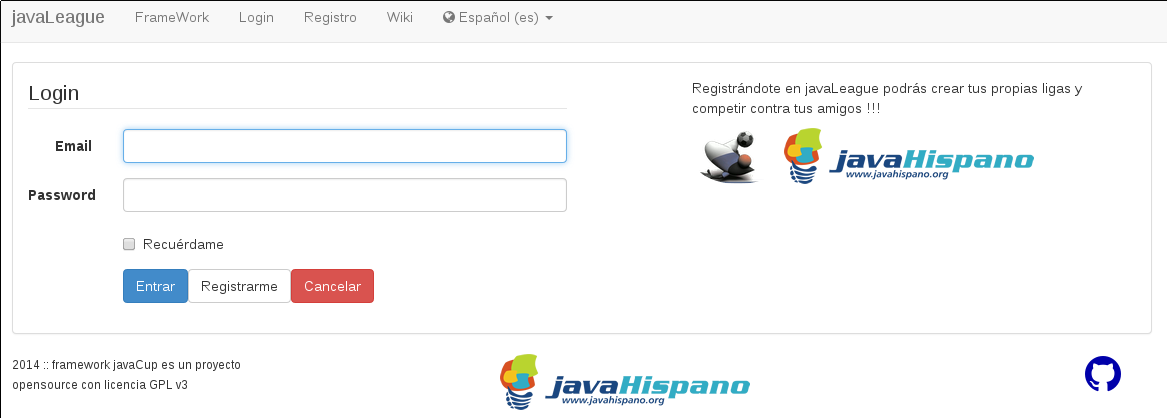 javaLeague FrameWork Login Registro Wiki Español (es)
Login
Email
Password
Recuérdame
Entrar Registrarme Cancelar
Registrándote en javaLeague podrás crear tus propias ligas y
competir contra tus amigos !!!
javaHispano
www.javahispano.org
2014 :: framework javaCup es un proyecto
opensource con licencia GPL v3
javaHispano
www.javahispano.org